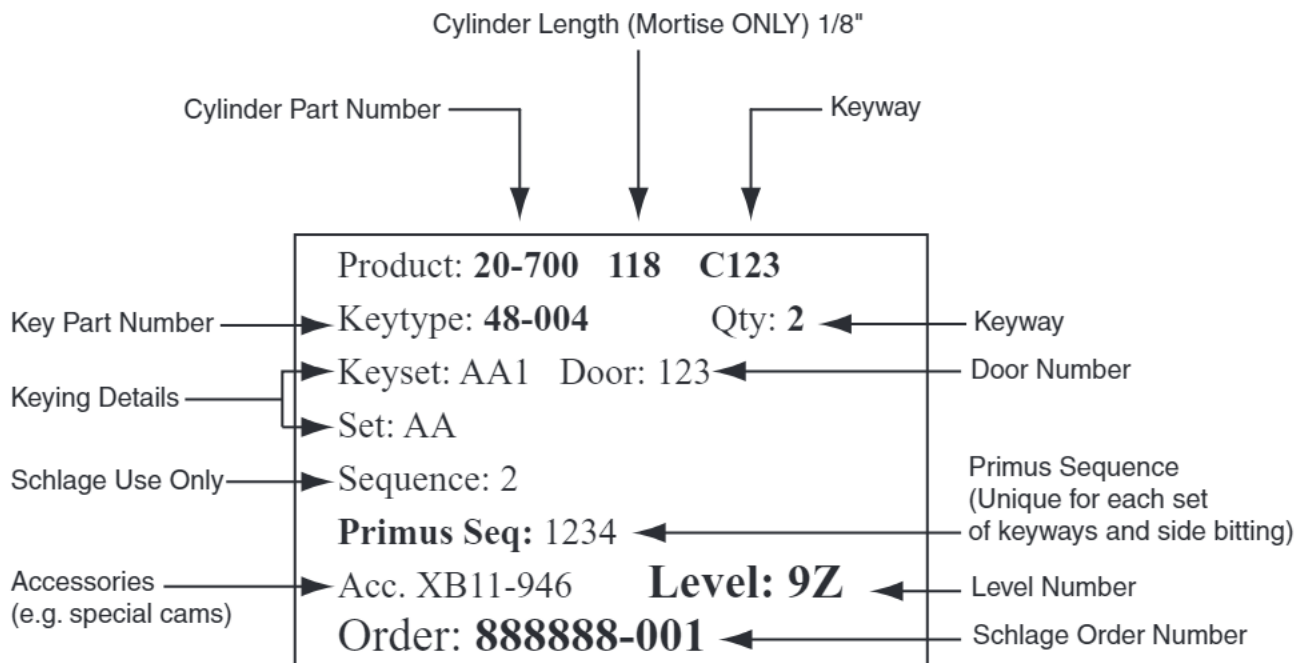 Cylinder Length (Mortise ONLY) 1/8"
Cylinder Part Number
Keyway
Product: 20-700 118 C123
Key Part Number
Keytype: 48-004 Qty: 2
Keyway
Keying Details
Keyset: AA1 Door: 123
Door Number
Set: AA
Schlage Use Only
Sequence: 2
Primus Sequence
(Unique for each set
of keyways and side bitting)
Primus Seq: 1234
Accessories
(e.g. special cams)
Acc. XB11-946 Level: 9Z
Level Number
Order: 888888-001
Schlage Order Number